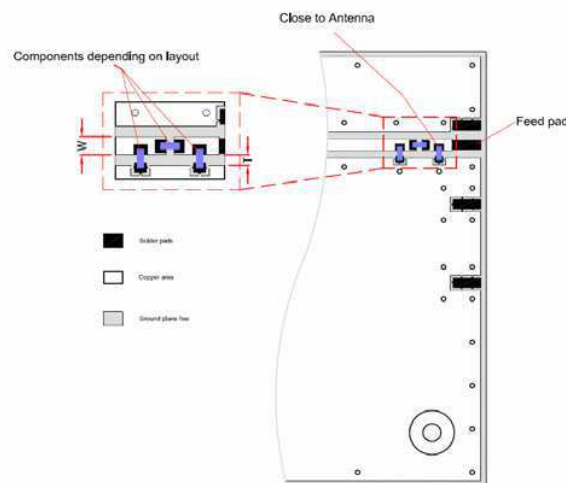 Close to Antenna
Components depending on layout
Feed pad
W
T
Solder pads
Copper area
Ground plane free